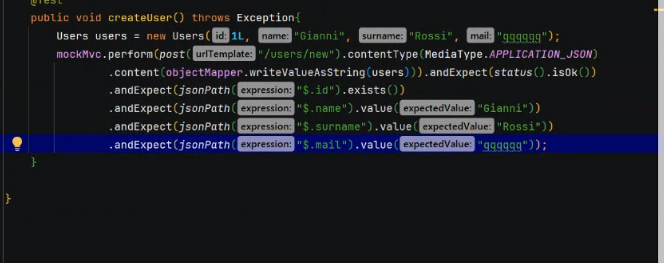 @Test
public void createUser() throws Exception{
Users users = new Users( id: 1L, name: "Gianni", surname: "Rossi", mail: "qqqqqq");
mockMvc.perform(post( urlTemplate: "/users/new").contentType(MediaType.APPLICATION_JSON)
.content(objectMapper.writeValueAsString(users))).andExpect(status().isOk())
.andExpect(jsonPath( expression: "$.id").exists())
.andExpect(jsonPath( expression: "$.name").value( expectedValue: "Gianni"))
.andExpect(jsonPath( expression: "$.surname").value( expectedValue: "Rossi"))
.andExpect(jsonPath( expression: "$.mail").value( expectedValue: "qqqqqq"));
}
}